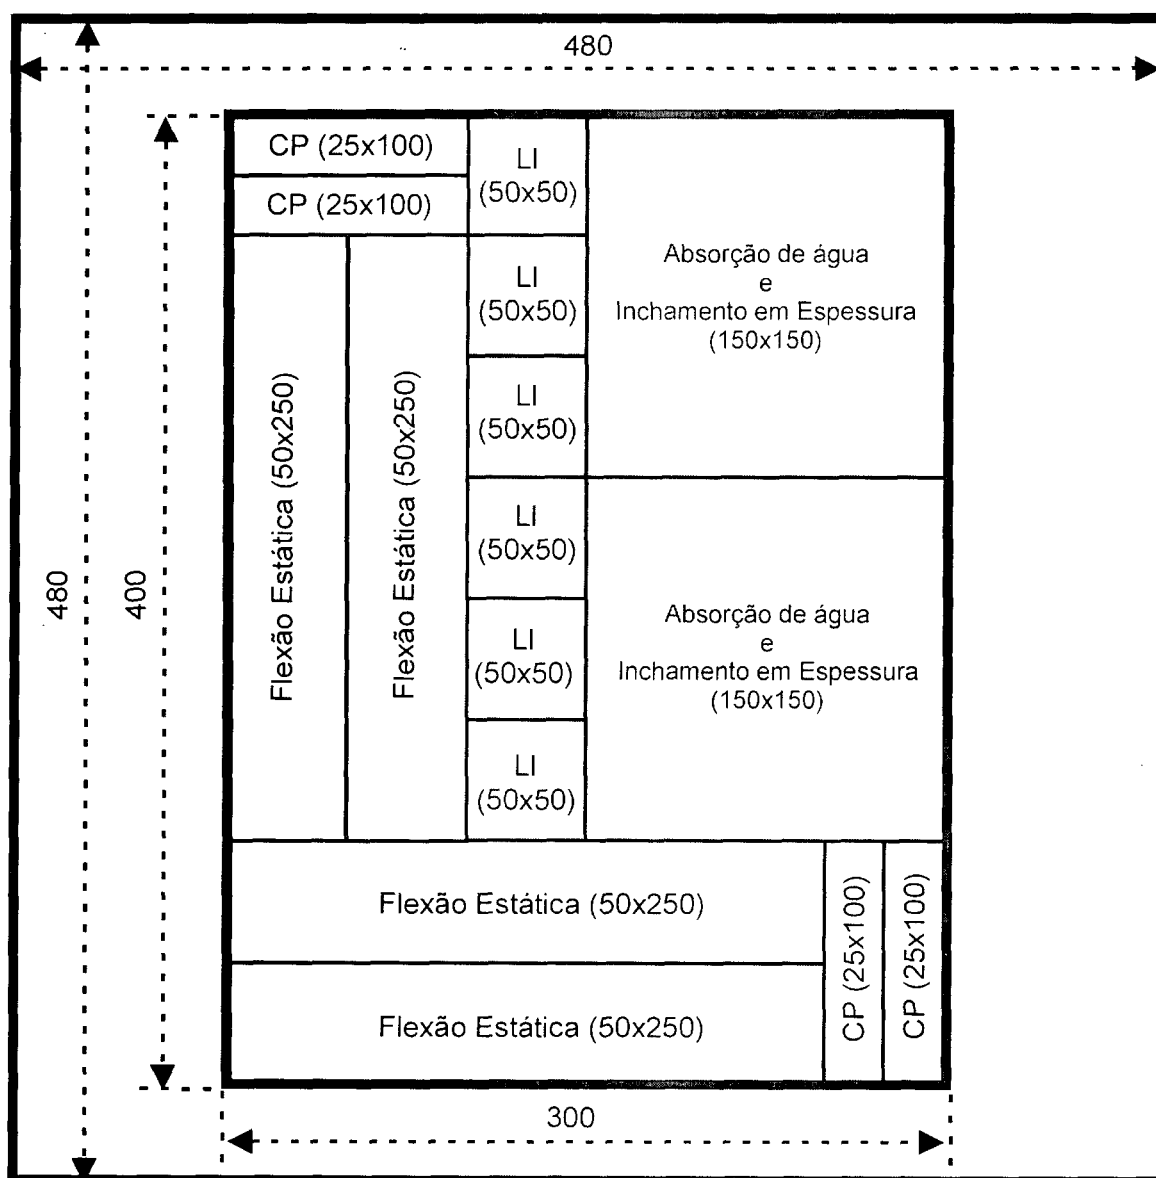 480
CP (25x100)
CP (25x100)
LI
(50x50)
Absorção de água
e
Inchamento em Espessura
(150x150)
LI
(50x50)
LI
(50x50)
Flexão Estática (50x250)
Flexão Estática (50x250)
480
400
LI
(50x50)
LI
(50x50)
LI
(50x50)
Absorção de água
e
Inchamento em Espessura
(150x150)
Flexão Estática (50x250)
Flexão Estática (50x250)
CP (25x100)
CP (25x100)
300